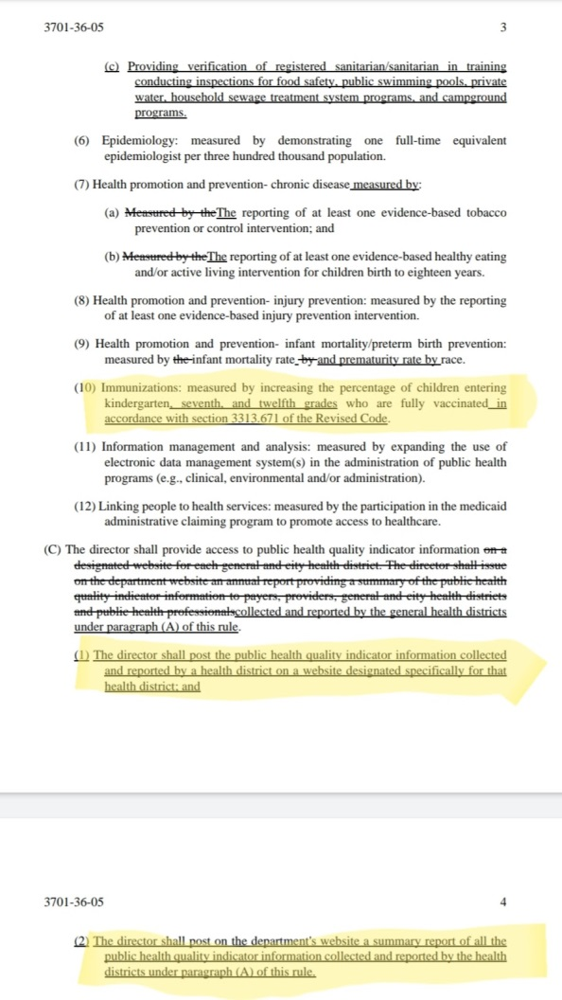 3701-36-05 3
(c) Providing verification of registered sanitarian/sanitarian in training
conducting inspections for food safety, public swimming pools, private
water, household sewage treatment system programs, and campground
programs.
(6) Epidemiology: measured by demonstrating one full-time equivalent
epidemiologist per three hundred thousand population.
(7) Health promotion and prevention- chronic disease measured by:
(a) Measured by theThe reporting of at least one evidence-based tobacco
prevention or control intervention; and
(b) Measured by theThe reporting of at least one evidence-based healthy eating
and/or active living intervention for children birth to eighteen years.
(8) Health promotion and prevention- injury prevention: measured by the reporting
of at least one evidence-based injury prevention intervention.
(9) Health promotion and prevention- infant mortality/preterm birth prevention:
measured by the infant mortality rate by and prematurity rate by race.
(10) Immunizations: measured by increasing the percentage of children entering
kindergarten, seventh, and twelfth grades who are fully vaccinated in
accordance with section 3313.671 of the Revised Code.
(11) Information management and analysis: measured by expanding the use of
electronic data management system(s) in the administration of public health
programs (e.g., clinical, environmental and/or administration).
(12) Linking people to health services: measured by the participation in the medicaid
administrative claiming program to promote access to healthcare.
(C) The director shall provide access to public health quality indicator information on a
designated website for each general and city health district. The director shall issue
on the department website an annual report providing a summary of the public health
quality indicator information to payers, providers, general and city health districts
and public health professionalscollected and reported by the general health districts
under paragraph (A) of this rule.
(1) The director shall post the public health quality indicator information collected
and reported by a health district on a website designated specifically for that
health district; and
3701-36-05 4
(2) The director shall post on the department's website a summary report of all the
public health quality indicator information collected and reported by the health
districts under paragraph (A) of this rule.